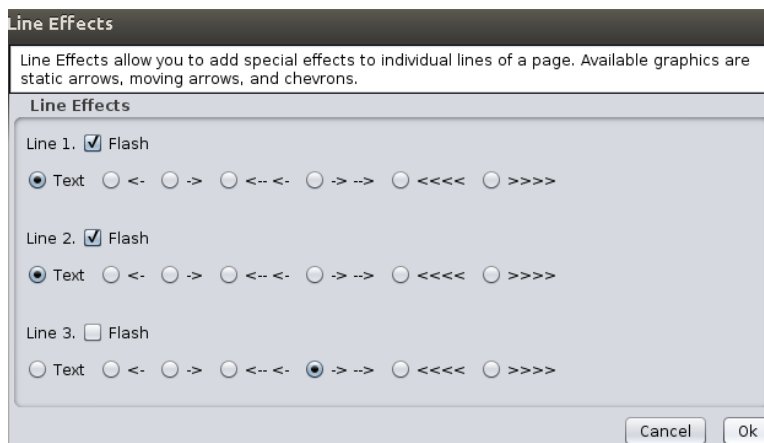 Line Effects
Line Effects allow you to add special effects to individual lines of a page. Available graphics are
static arrows, moving arrows, and chevrons.
Line Effects
Line 1. Flash
Text <- -> <-- <- -> --> <<<< >>>>
Line 2. Flash
Text <- -> <-- <- -> --> <<<< >>>>
Line 3. Flash
Text <- -> <-- <- -> --> <<<< >>>>
Cancel Ok